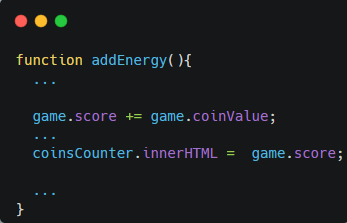 function addEnergy(){
...
game.score += game.coinValue;
...
coinsCounter.innerHTML =  game.score;
...
}